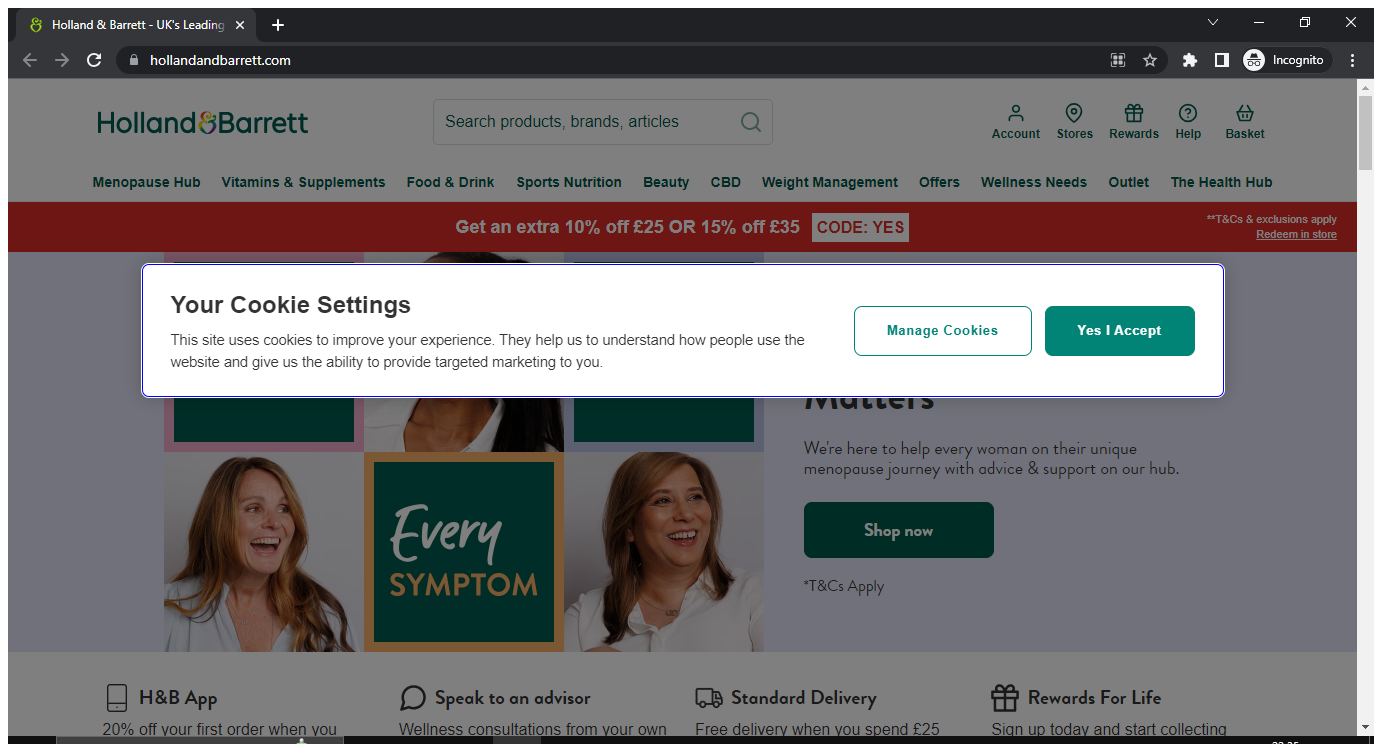 Holland & Barrett - UK's Leading
hollandandbarrett.com
Incognito
Holland&Barrett
Search products, brands, articles
Account
Stores
Rewards
Help
Basket
Menopause Hub
Vitamins & Supplements
Food & Drink
Sports Nutrition
Beauty
CBD
Weight Management
Offers
Wellness Needs
Outlet
The Health Hub
Get an extra 10% off £25 OR 15% off £35
CODE: YES
**T&Cs & exclusions apply
Redeem in store
Your Cookie Settings
This site uses cookies to improve your experience. They help us to understand how people use the
website and give us the ability to provide targeted marketing to you.
Manage Cookies
Yes I Accept
Matters
We're here to help every woman on their unique
menopause journey with advice & support on our hub.
Shop now
*T&Cs Apply
Every
SYMPTOM
H&B App
20% off your first order when you
Speak to an advisor
Wellness consultations from your own
Standard Delivery
Free delivery when you spend £25
Rewards For Life
Sign up today and start collecting